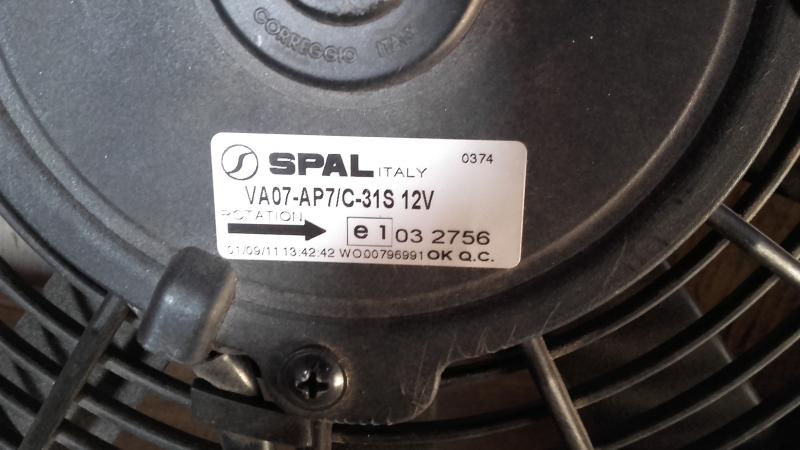 CORREGGIO ITALY
SPAL ITALY 0374
VA07-AP7/C-31S 12V
ROTATION
e1 03 2756
01/09/11 13:42:42 WO00796991 OK Q.C.